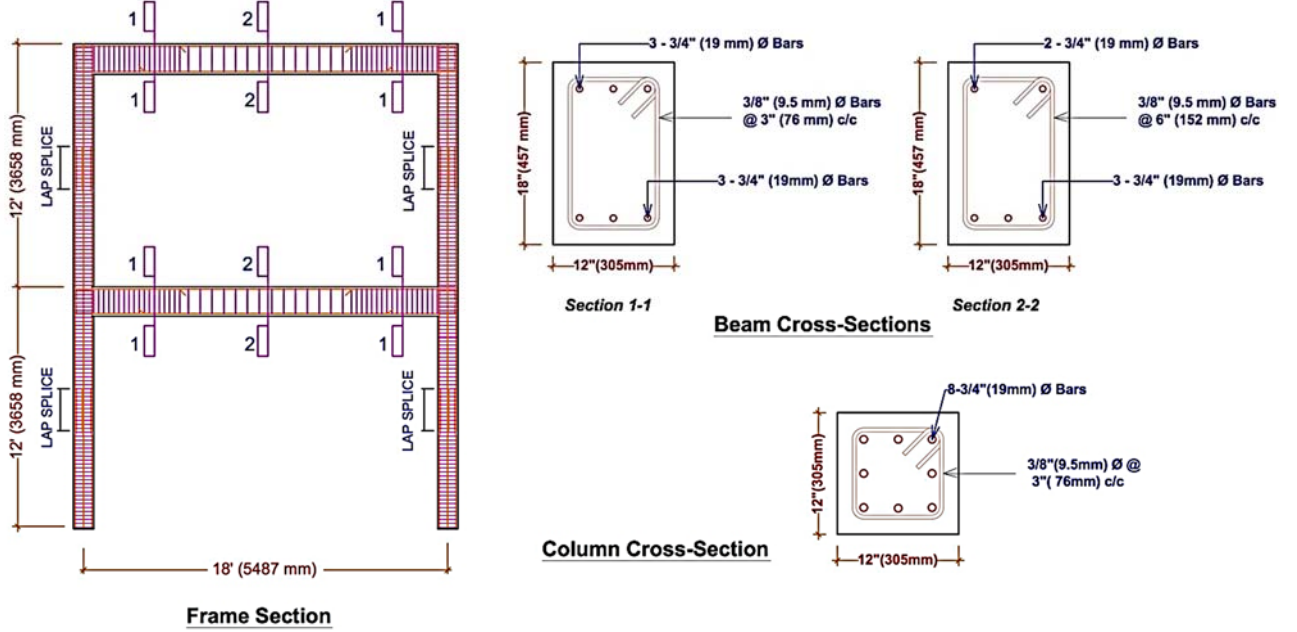 1
2
1
1
2
1
12' (3658 mm)
LAP SPLICE
LAP SPLICE
1
2
1
1
2
1
12' (3658 mm)
LAP SPLICE
LAP SPLICE
18' (5487 mm)
Frame Section
3 - 3/4" (19 mm) Ø Bars
3/8" (9.5 mm) Ø Bars
@ 3" (76 mm) c/c
18"(457 mm)
3 - 3/4" (19mm) Ø Bars
12"(305mm)
Section 1-1
2 - 3/4" (19 mm) Ø Bars
3/8" (9.5 mm) Ø Bars
@ 6" (152 mm) c/c
18"(457 mm)
3 - 3/4" (19mm) Ø Bars
12"(305mm)
Section 2-2
Beam Cross-Sections
8-3/4"(19mm) Ø Bars
12"(305mm)
3/8"(9.5mm) Ø @
3"( 76mm) c/c
12"(305mm)
Column Cross-Section